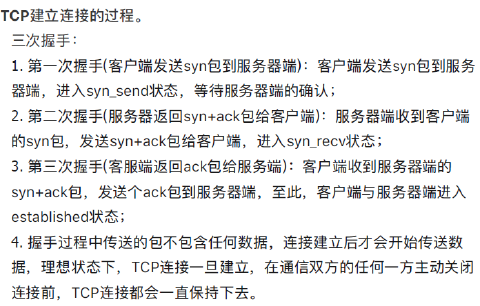 TCP建立连接的过程。
三次握手：
1. 第一次握手(客户端发送syn包到服务器端)：客户端发送syn包到服务
器端，进入syn_send状态，等待服务器端的确认；
2. 第二次握手(服务器返回syn+ack包给客户端)：服务器端收到客户端
的syn包，发送syn+ack包给客户端，进入syn_recv状态；
3. 第三次握手(客服端返回ack包给服务端)：客户端收到服务器端的
syn+ack包，发送个ack包到服务器端，至此，客户端与服务器端进入
established状态；
4. 握手过程中传送的包不包含任何数据，连接建立后才会开始传送数
据，理想状态下，TCP连接一旦建立，在通信双方的任何一方主动关闭
连接前，TCP连接都会一直保持下去。